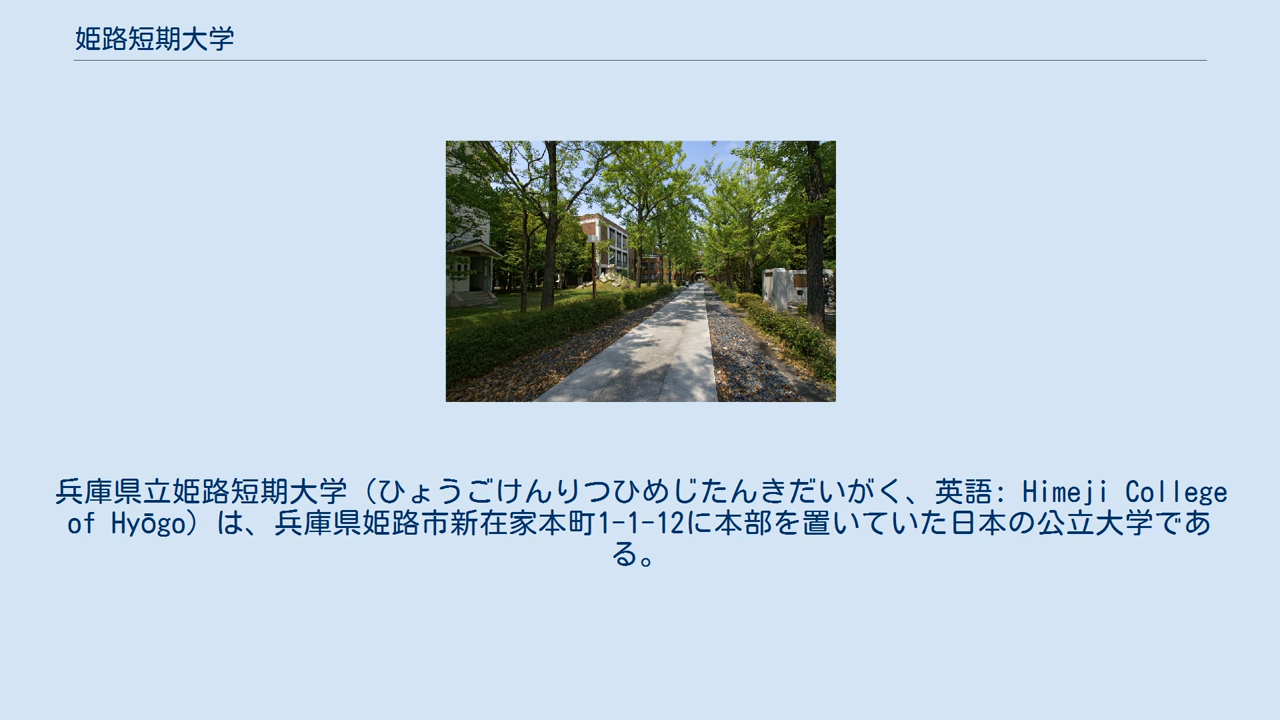 姫路短期大学
兵庫県立姫路短期大学（ひょうごけんりつひめじたんきだいがく、英語: Himeji College
of Hyōgo）は、兵庫県姫路市新在家本町1-1-12に本部を置いていた日本の公立大学であ
る。